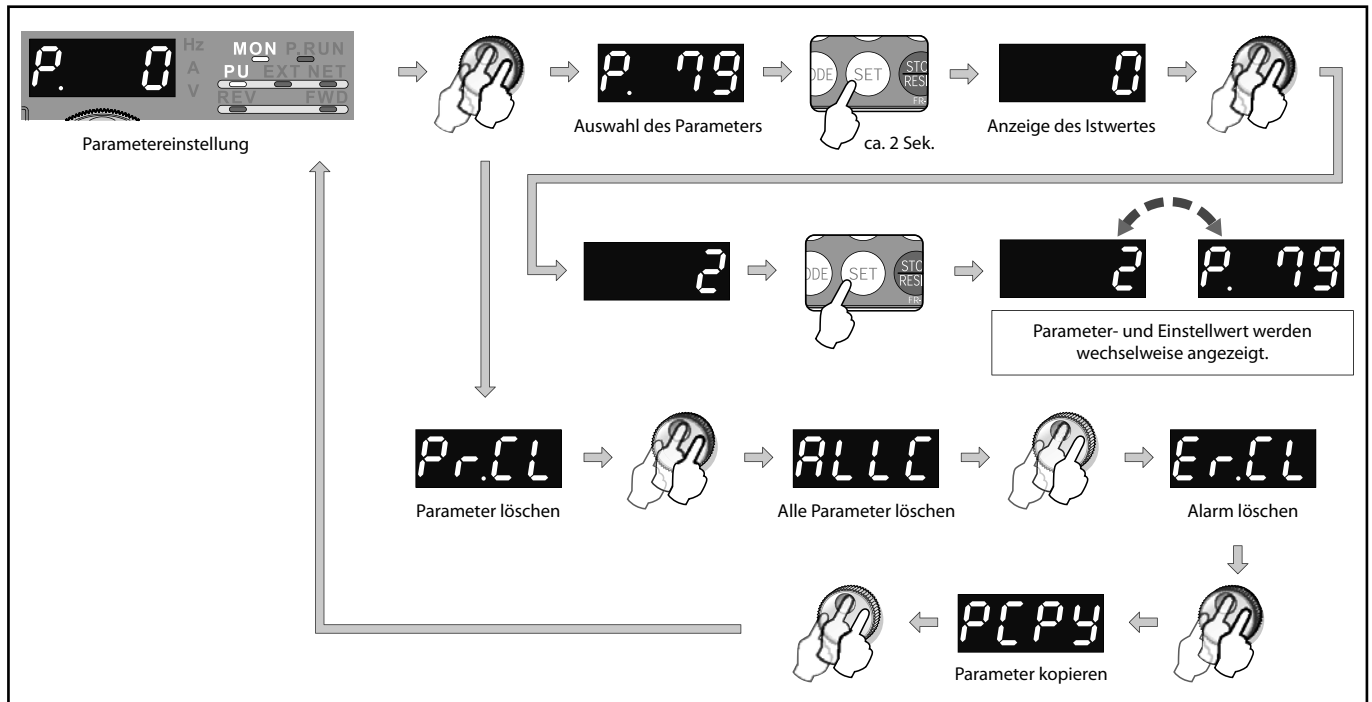 P. 0
Hz
A
V
MON P.RUN
PU EXT NET
REV FWD
Parametereinstellung
P. 79
Auswahl des Parameters
SET
ca. 2 Sek.
0
Anzeige des Istwertes
2
SET
2
P. 79
Parameter- und Einstellwert werden
wechselweise angezeigt.
Pr.CL
Parameter löschen
ALLC
Alle Parameter löschen
Er.CL
Alarm löschen
PCPY
Parameter kopieren